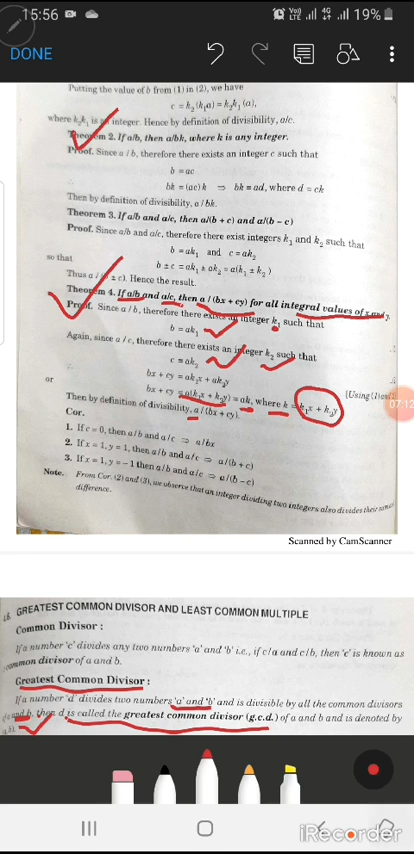 15:56
Vo)) LTE 4G 19%
DONE
Putting the value of b from (1) in (2), we have
c = k₂(k₁a) = k₂k₁ (a),
where k₂k₁ is an integer. Hence by definition of divisibility, a/c.
Theorem 2. If a/b, then a/bk, where k is any integer.
Proof. Since a / b, therefore there exists an integer c such that
b = ac
∴ bk = (ac) k ⇒ bk = ad, where d = ck
Then by definition of divisibility, a / bk.
Theorem 3. If a/b and a/c, then a/(b + c) and a/(b − c)
Proof. Since a/b and a/c, therefore there exist integers k₁ and k₂ such that
b = ak₁ and c = ak₂
so that
b ± c = ak₁ ± ak₂ = a(k₁ ± k₂)
Thus a / (b ± c). Hence the result.
Theorem 4. If a/b and a/c, then a / (bx + cy) for all integral values of x and y.
Proof. Since a / b, therefore there exists an integer k₁ such that
b = ak₁
Again, since a / c, therefore there exists an integer k₂ such that
c = ak₂
∴ bx + cy = ak₁x + ak₂y
or bx + cy = a(k₁x + k₂y) = ak, where k = k₁x + k₂y [Using (1)
07:12
Then by definition of divisibility, a / (bx + cy).
Cor.
1. If c = 0, then a/b and a/c ⇒ a/bx
2. If x = 1, y = 1, then a/b and a/c ⇒ a/(b + c)
3. If x = 1, y = − 1 then a/b and a/c ⇒ a/(b − c)
Note. From Cor. (2) and (3), we observe that an integer dividing two integers also divides their sum
difference.
Scanned by CamScanner
GREATEST COMMON DIVISOR AND LEAST COMMON MULTIPLE
Common Divisor :
If a number 'c' divides any two numbers 'a' and 'b' i.e., if c/a and c/b, then 'c' is known as
common divisor of a and b.
Greatest Common Divisor :
If a number 'd' divides two numbers 'a' and 'b' and is divisible by all the common divisors
of a and b, then d is called the greatest common divisor (g.c.d.) of a and b and is denoted by
iRecorder